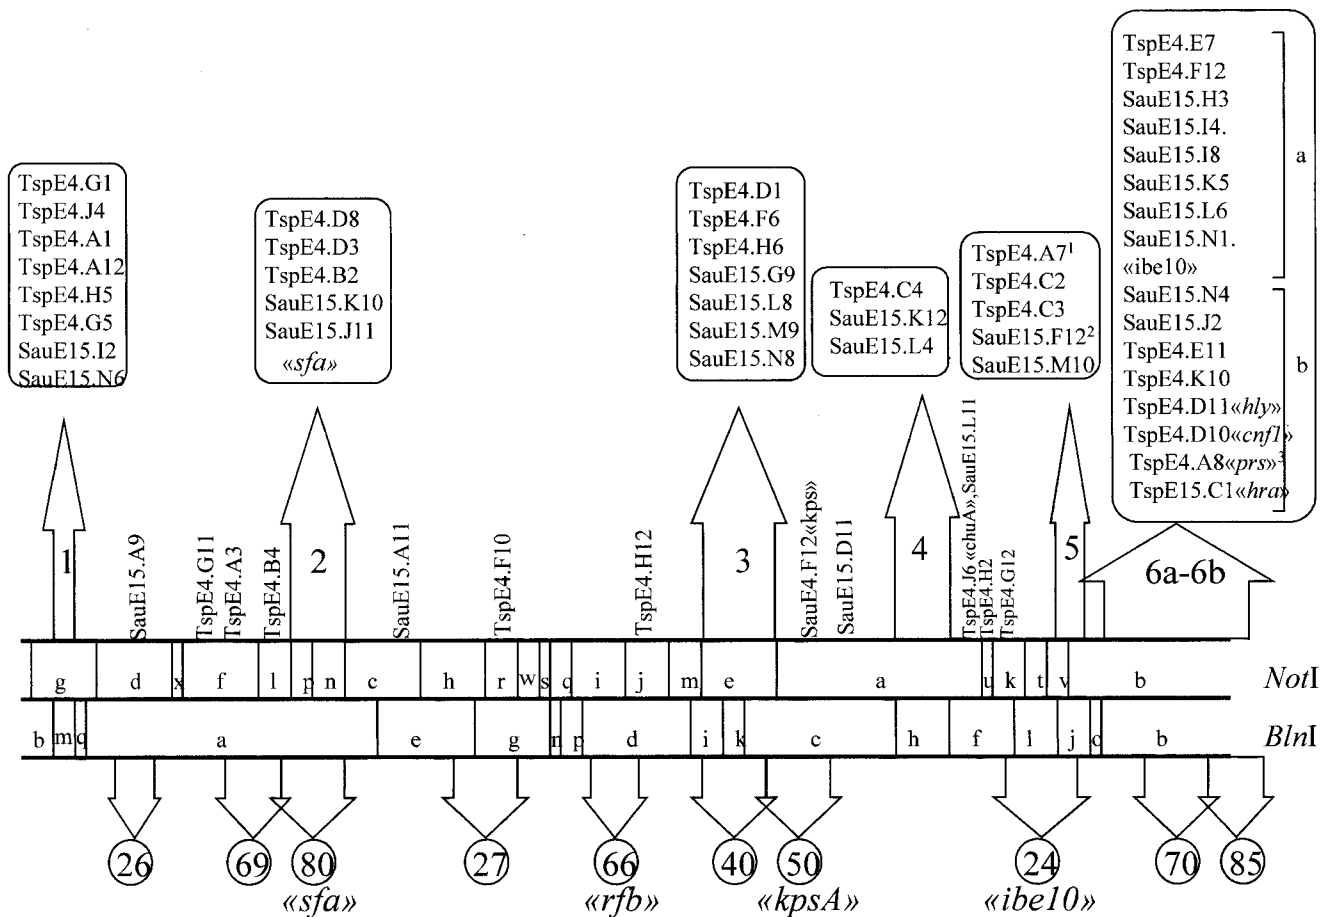 TspE4.G1
TspE4.J4
TspE4.A1
TspE4.A12
TspE4.H5
TspE4.G5
SauE15.I2
SauE15.N6
TspE4.D8
TspE4.D3
TspE4.B2
SauE15.K10
SauE15.J11
«sfa»
TspE4.D1
TspE4.F6
TspE4.H6
SauE15.G9
SauE15.L8
SauE15.M9
SauE15.N8
TspE4.C4
SauE15.K12
SauE15.L4
TspE4.A7¹
TspE4.C2
TspE4.C3
SauE15.F12²
SauE15.M10
TspE4.E7
TspE4.F12
SauE15.H3
SauE15.I4.
SauE15.I8
SauE15.K5
SauE15.L6
SauE15.N1.
«ibe10»
a
SauE15.N4
SauE15.J2
TspE4.E11
TspE4.K10
TspE4.D11«hly»
TspE4.D10«cnf1»
TspE4.A8«prs»³
TspE15.C1«hra»
b
1
SauE15.A9
TspE4.G11
TspE4.A3
TspE4.B4
2
SauE15.A11
TspE4.F10
TspE4.H12
3
SauE4.F12«kps»
SauE15.D11
4
TspE4.J6 «chuA»,SauE15.L11
TspE4.H2
TspE4.G12
5
6a-6b
g d x f l p n c h r w s q i j m e a u k t v b NotI
b m q a e g n p d i k c h f l j o b BlnI
26 69 80 27 66 40 50 24 70 85
«sfa» «rfb» «kpsA» «ibe10»